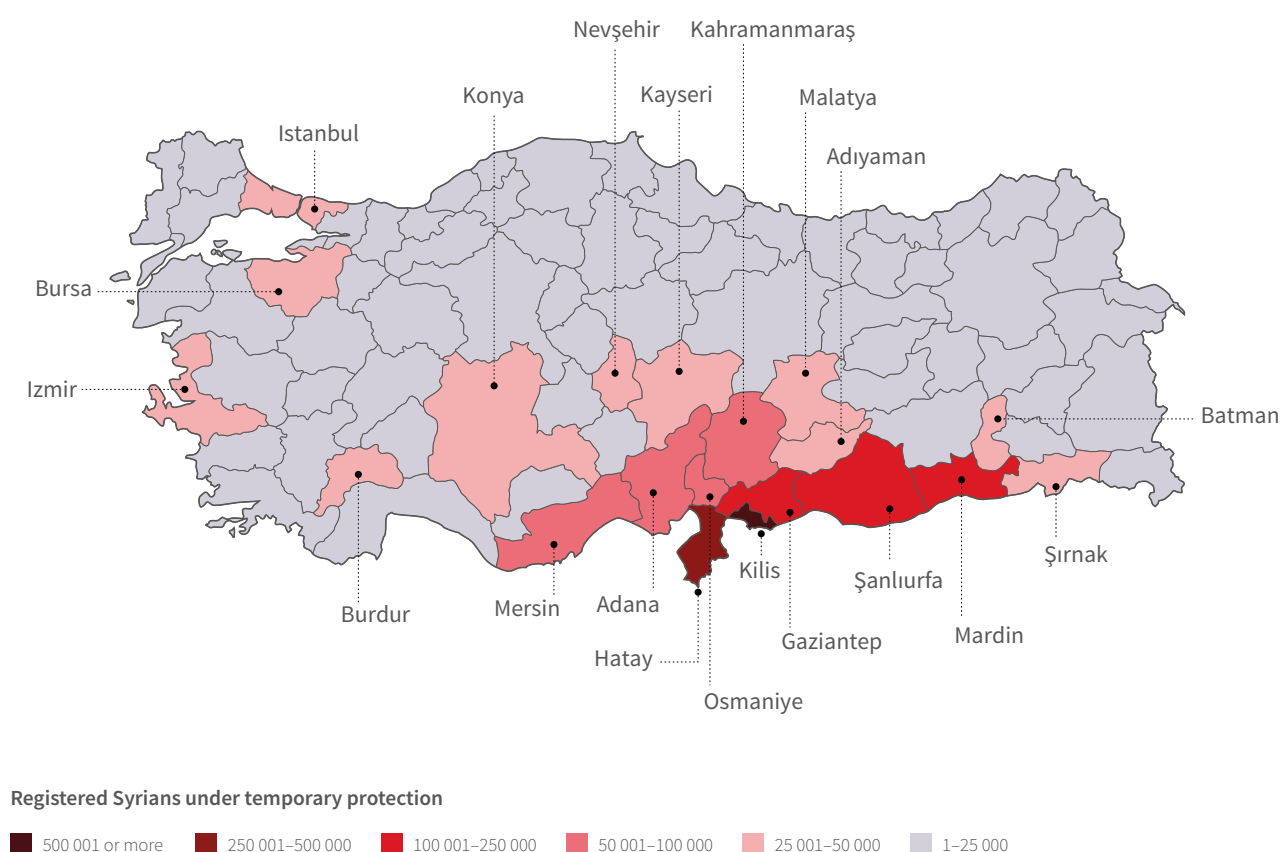 Nevşehir
Kahramanmaraş
Konya
Kayseri
Malatya
Istanbul
Adıyaman
Bursa
Izmir
Batman
Kilis
Şırnak
Şanlıurfa
Burdur
Mersin
Adana
Gaziantep
Mardin
Hatay
Osmaniye
Registered Syrians under temporary protection
500 001 or more
250 001–500 000
100 001–250 000
50 001–100 000
25 001–50 000
1–25 000